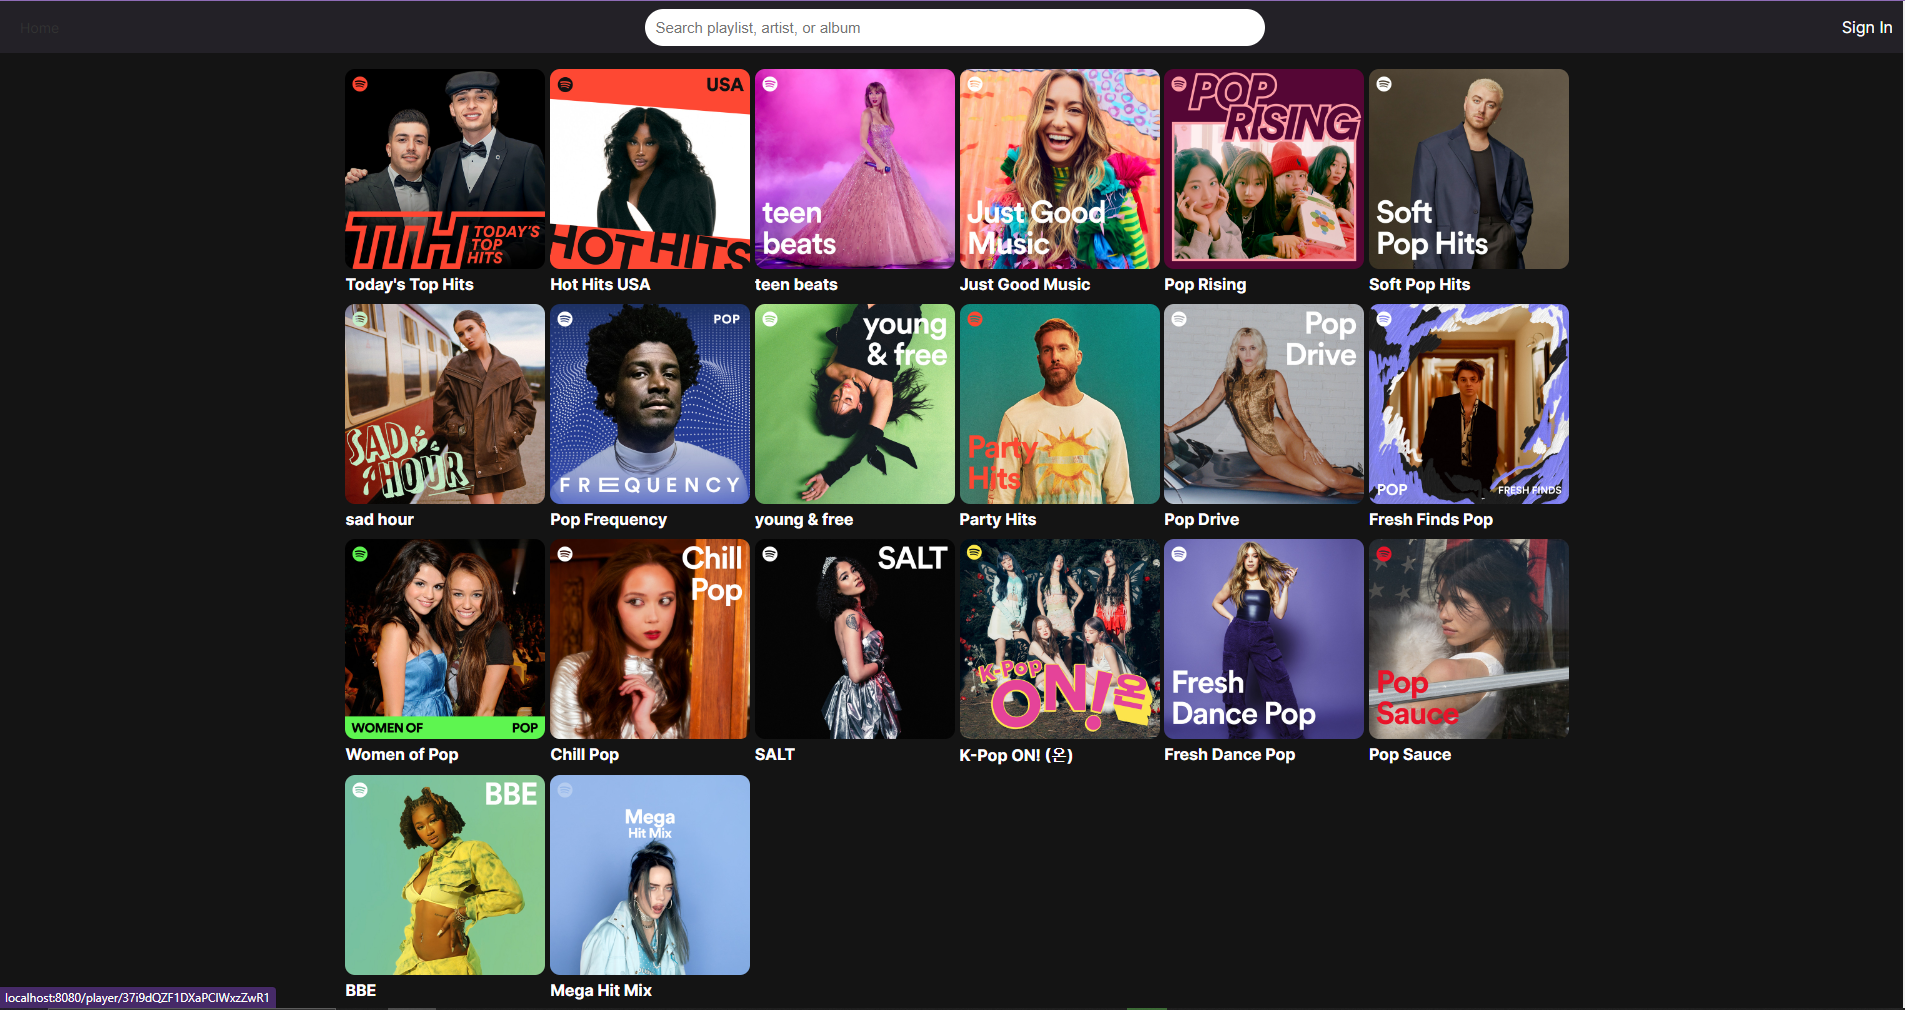 Home
Search playlist, artist, or album
Sign In
TTH TODAY'S
TOP
HITS
USA
HOT HITS
teen
beats
Just Good
Music
POP
RISING
Soft
Pop Hits
Today's Top Hits
Hot Hits USA
teen beats
Just Good Music
Pop Rising
Soft Pop Hits
SAD
HOUR
POP
FREQUENCY
young
& free
Party
Hits
Pop
Drive
POP
FRESH FINDS
sad hour
Pop Frequency
young & free
Party Hits
Pop Drive
Fresh Finds Pop
WOMEN OF POP
Chill
Pop
SALT
K-Pop
ON! 온
Fresh
Dance Pop
Pop
Sauce
Women of Pop
Chill Pop
SALT
K-Pop ON! (온)
Fresh Dance Pop
Pop Sauce
BBE
Mega
Hit Mix
BBE
Mega Hit Mix
localhost:8080/player/37i9dQZF1DXaPCIWxzZwR1